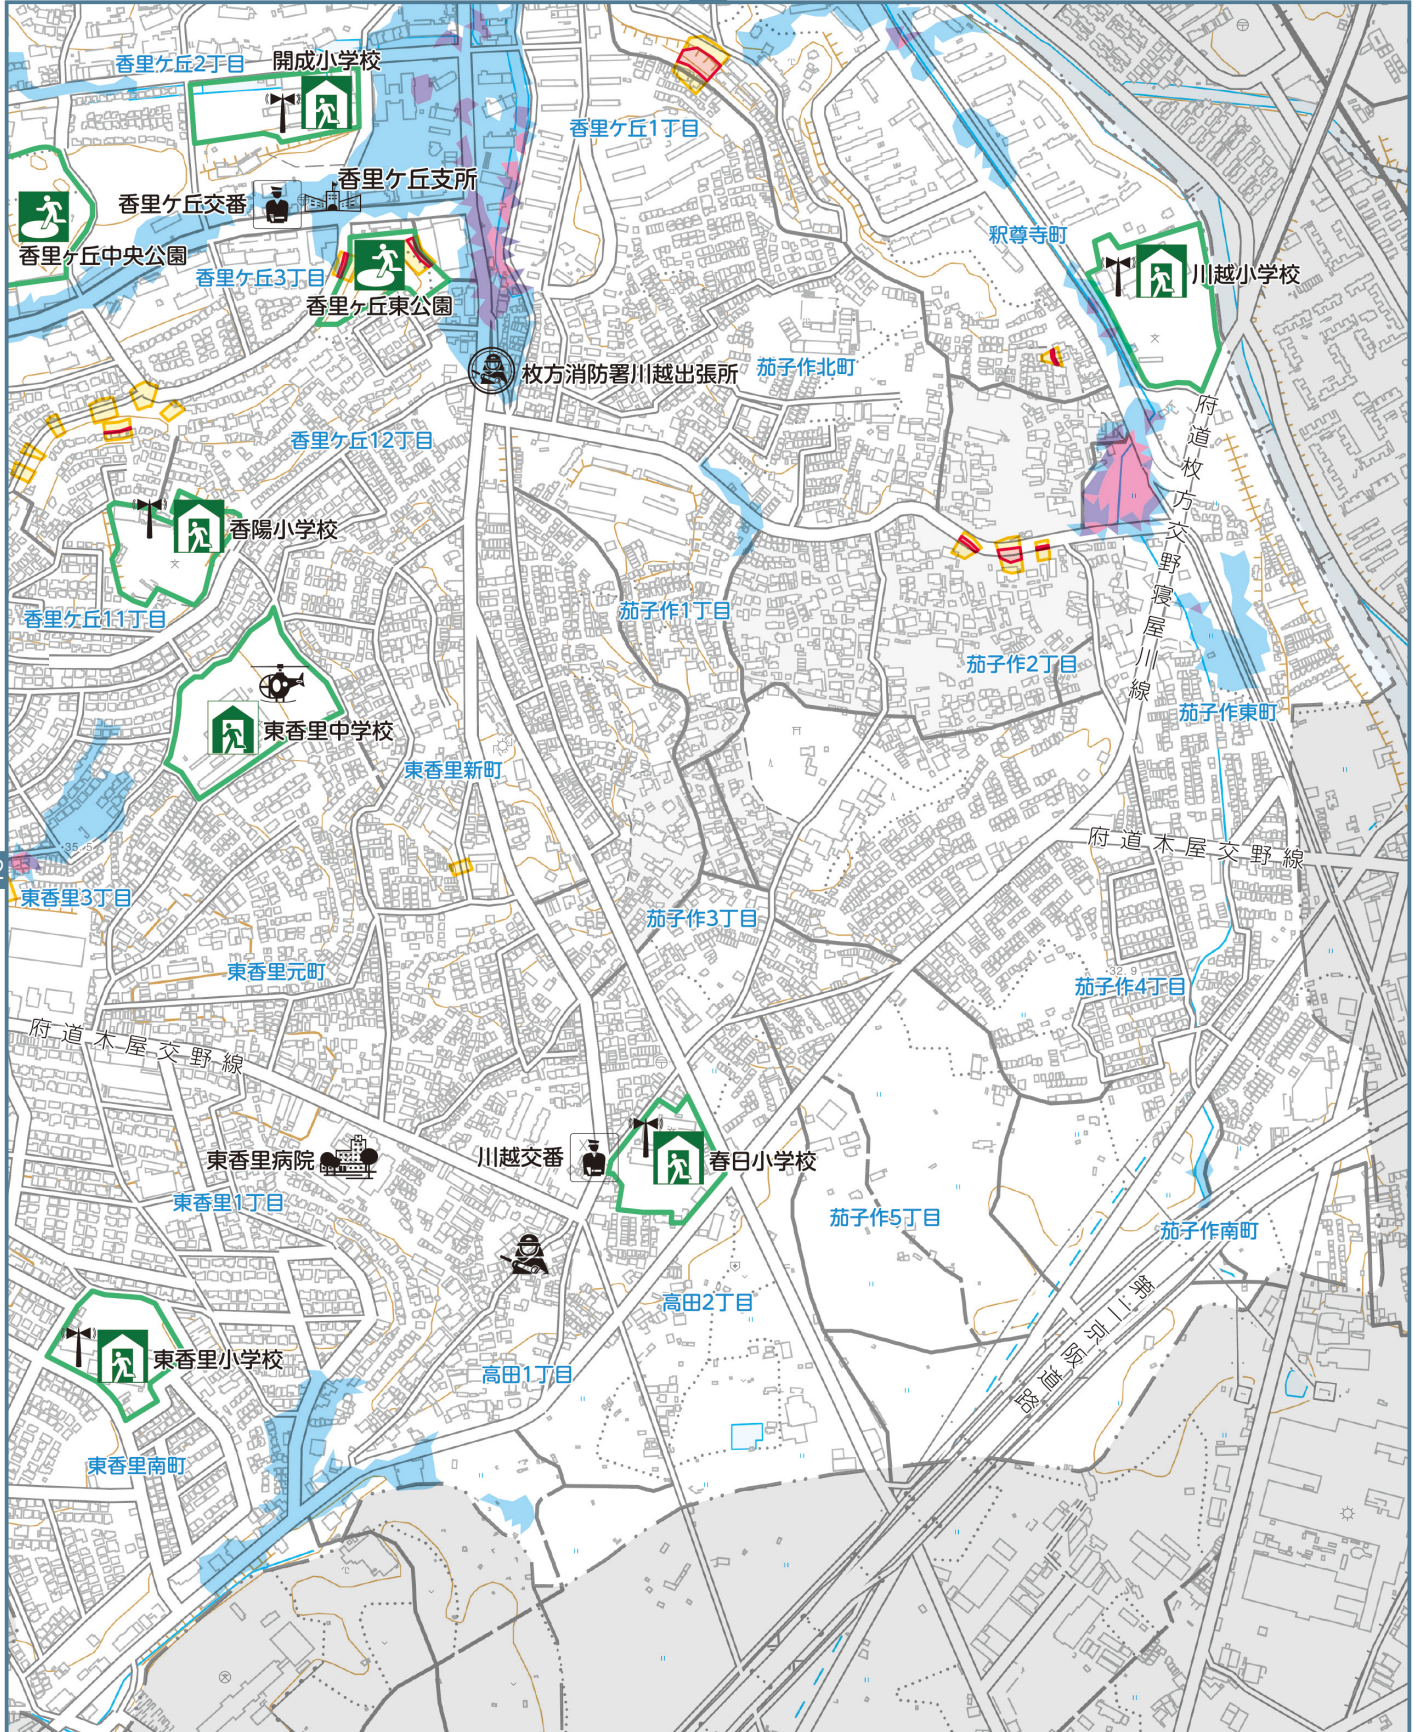 香里ケ丘2丁目
開成小学校
香里ケ丘1丁目
香里ケ丘支所
香里ケ丘交番
香里ヶ丘中央公園
香里ケ丘3丁目
香里ヶ丘東公園
釈尊寺町
川越小学校
枚方消防署川越出張所
茄子作北町
香里ケ丘12丁目
府道枚方交野寝屋川線
香陽小学校
香里ケ丘11丁目
茄子作1丁目
茄子作2丁目
茄子作東町
東香里中学校
東香里新町
35.5
2
東香里3丁目
府道木屋交野線
茄子作3丁目
東香里元町
32.9
茄子作4丁目
府道木屋交野線
東香里病院
川越交番
春日小学校
東香里1丁目
茄子作5丁目
茄子作南町
高田2丁目
第二京阪道路
東香里小学校
高田1丁目
東香里南町